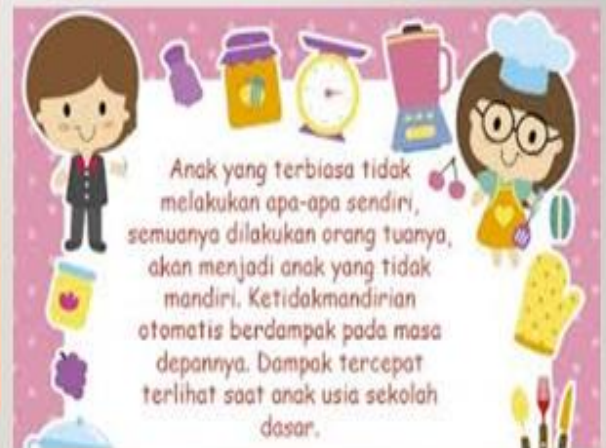 Anak yang terbiasa tidak
melakukan apa-apa sendiri,
semuanya dilakukan orang tuanya,
akan menjadi anak yang tidak
mandiri. Ketidakmandirian
otomatis berdampak pada masa
depannya. Dampak tercepat
terlihat saat anak usia sekolah
dasar.